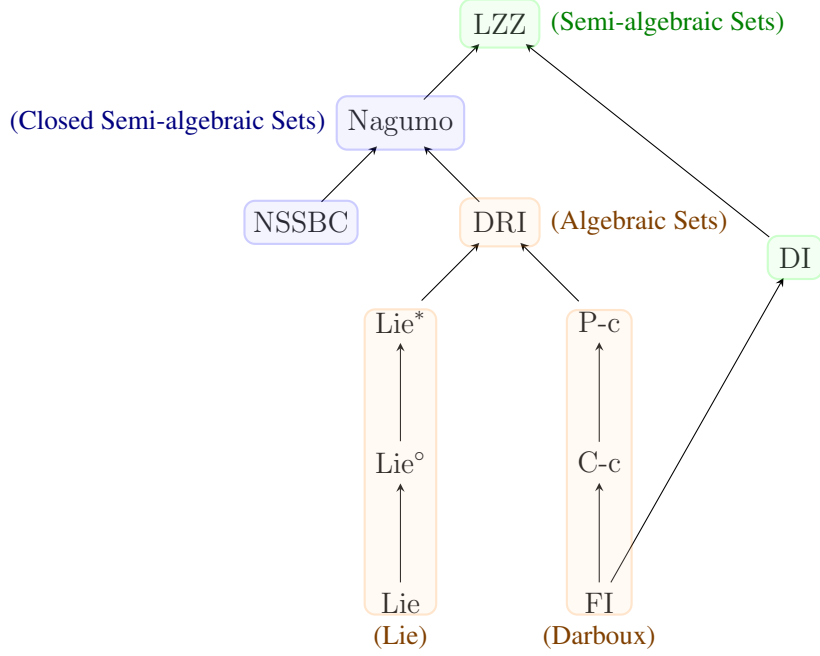 LZZ (Semi-algebraic Sets)
(Closed Semi-algebraic Sets) Nagumo
NSSBC DRI (Algebraic Sets)
DI
Lie* P-c
Lie° C-c
Lie FI
(Lie) (Darboux)